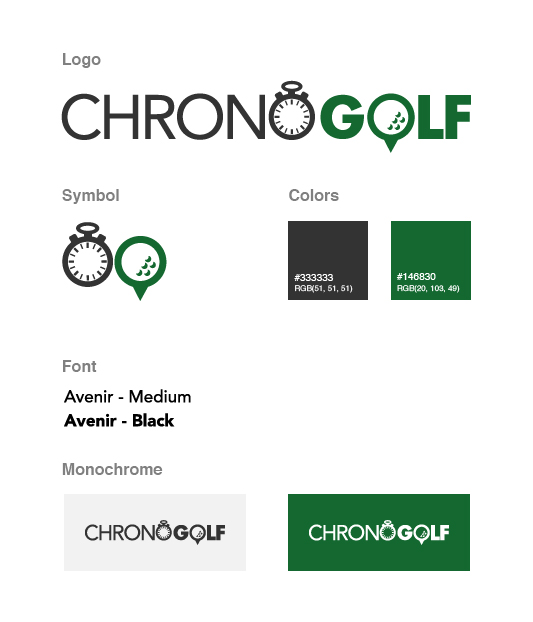 Logo
CHRONOGOLF
Symbol
Colors
#333333
RGB(51, 51, 51)
#146830
RGB(20, 103, 49)
Font
Avenir - Medium
Avenir - Black
Monochrome
CHRONOGOLF
CHRONOGOLF